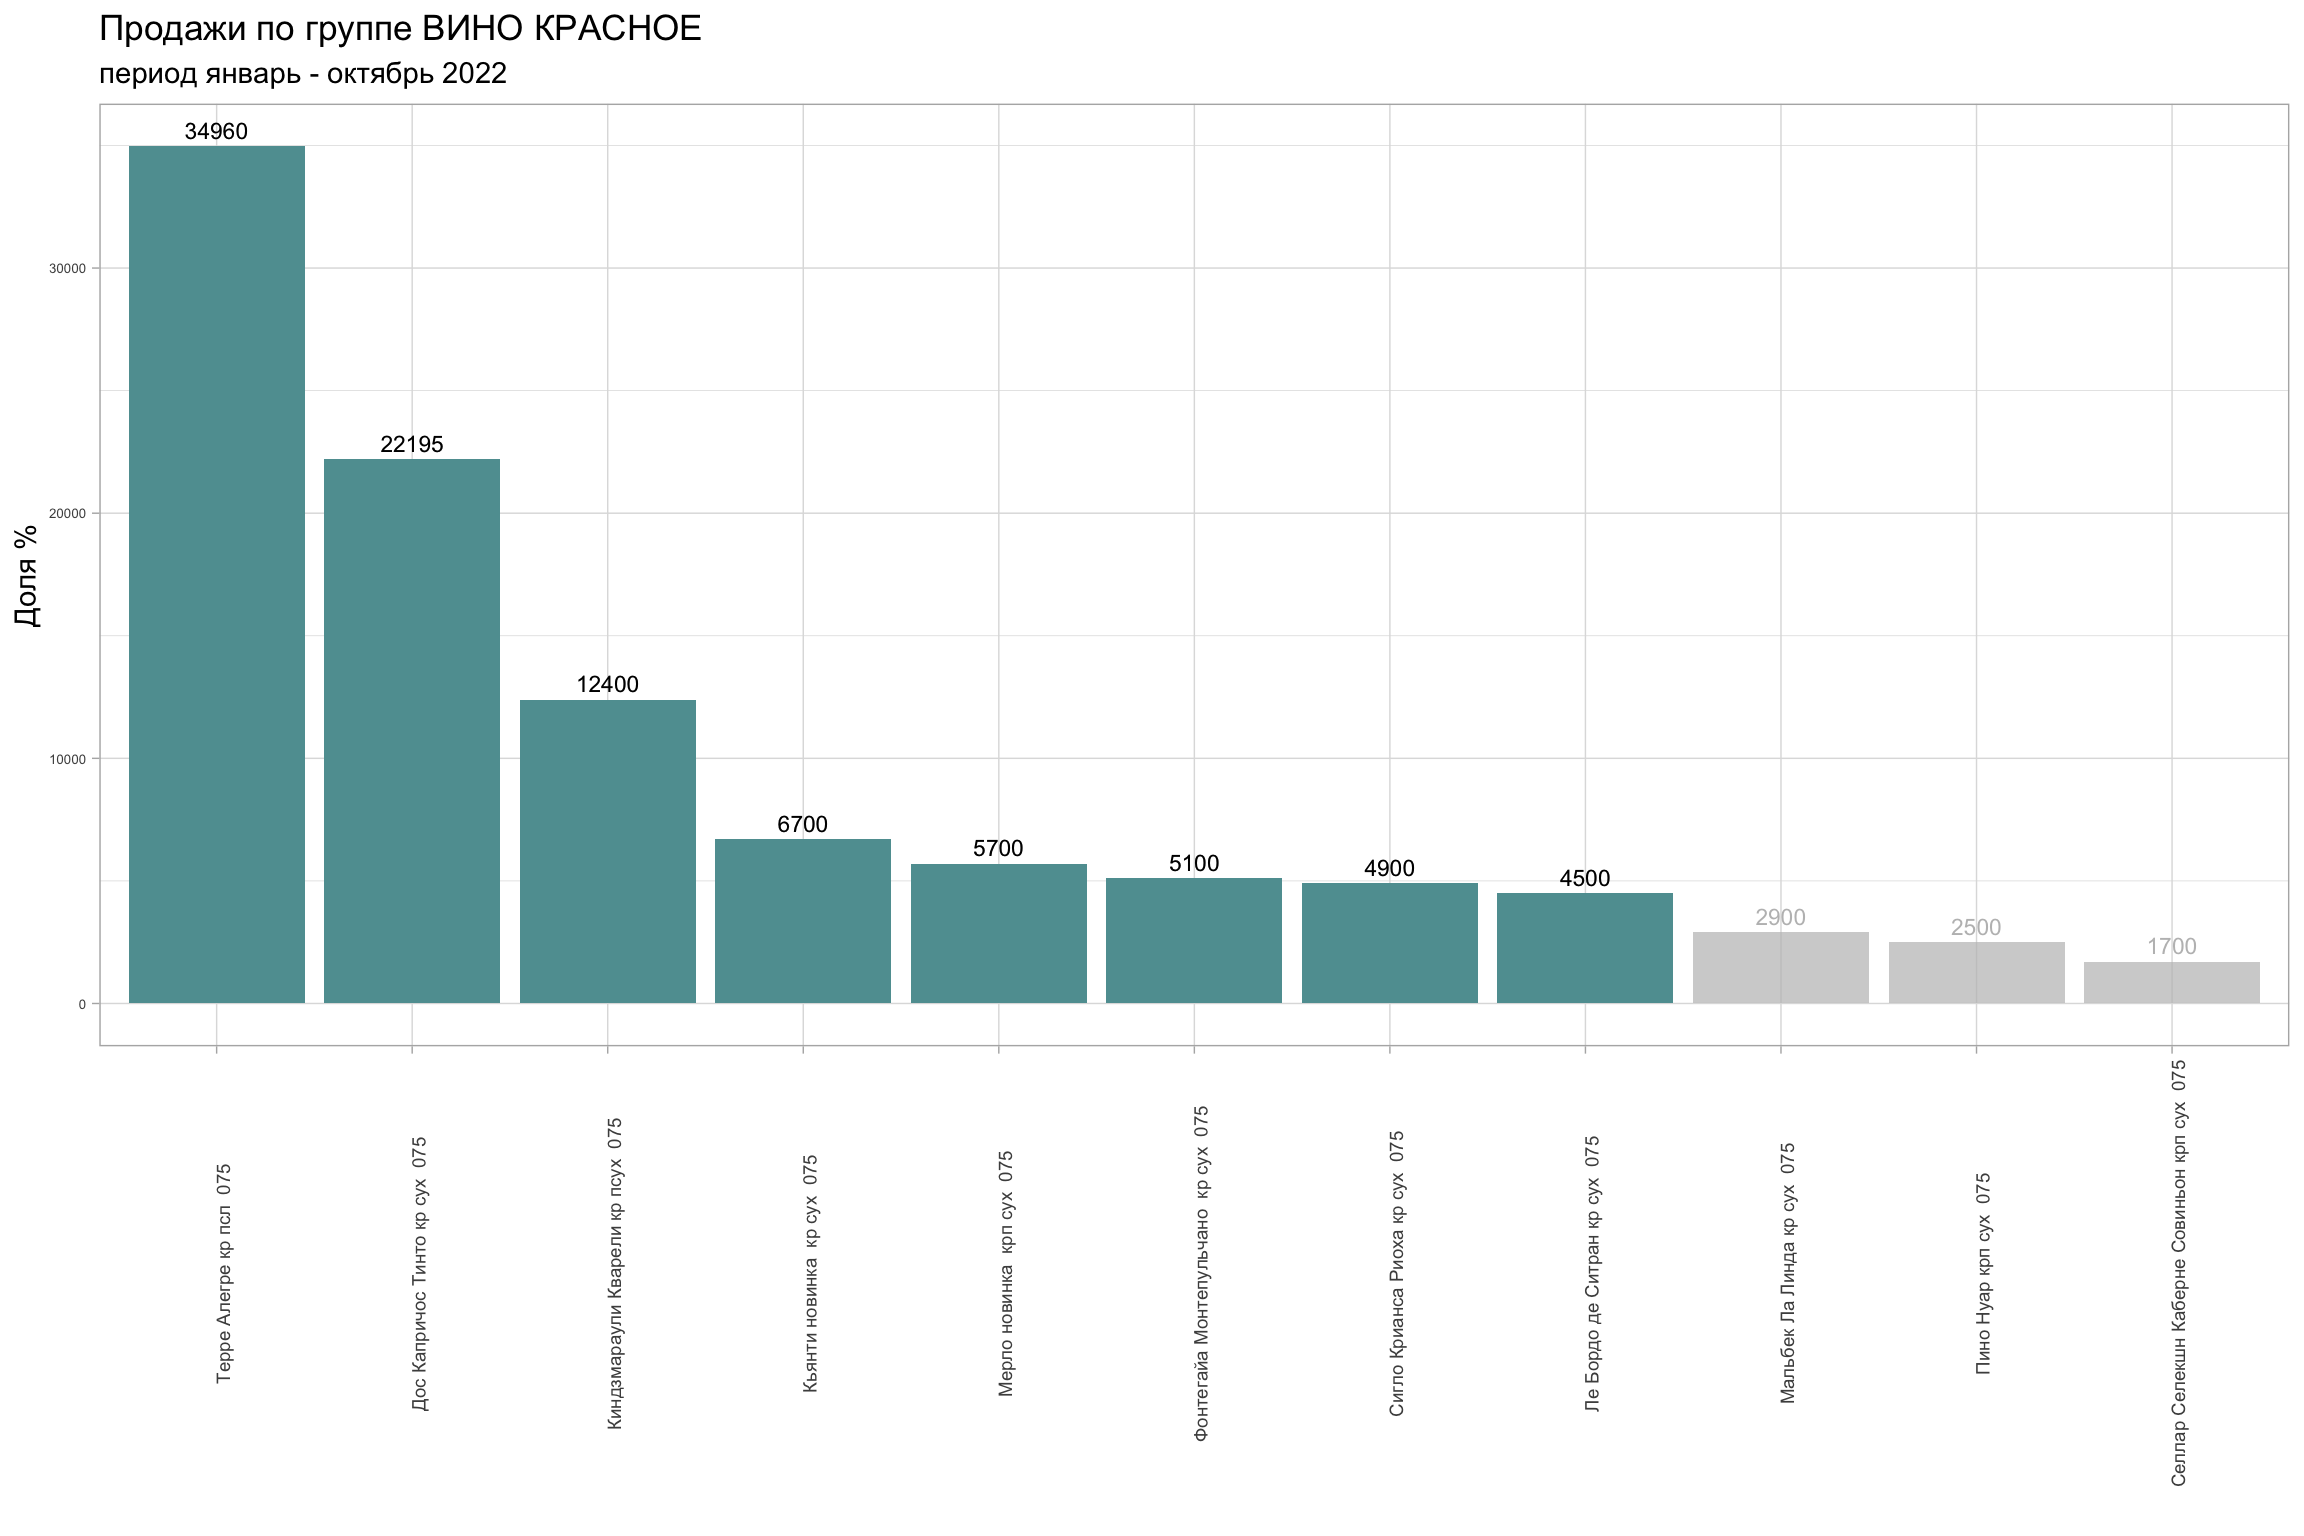 Продажи по группе ВИНО КРАСНОЕ
период январь - октябрь 2022
Доля %
30000
20000
10000
0
34960
22195
12400
6700
5700
5100
4900
4500
2900
2500
1700
Терре Алегре кр псл  075
Дос Капричос Тинто кр сух  075
Киндзмараули Кварели кр псух  075
Кьянти новинка  кр сух  075
Мерло новинка  крп сух  075
Фонтегайа Монтепульчано  кр сух  075
Сигло Крианса Риоха кр сух  075
Ле Бордо де Ситран кр сух  075
Мальбек Ла Линда кр сух  075
Пино Нуар крп сух  075
Селлар Селекшн Каберне Совиньон крп сух  075